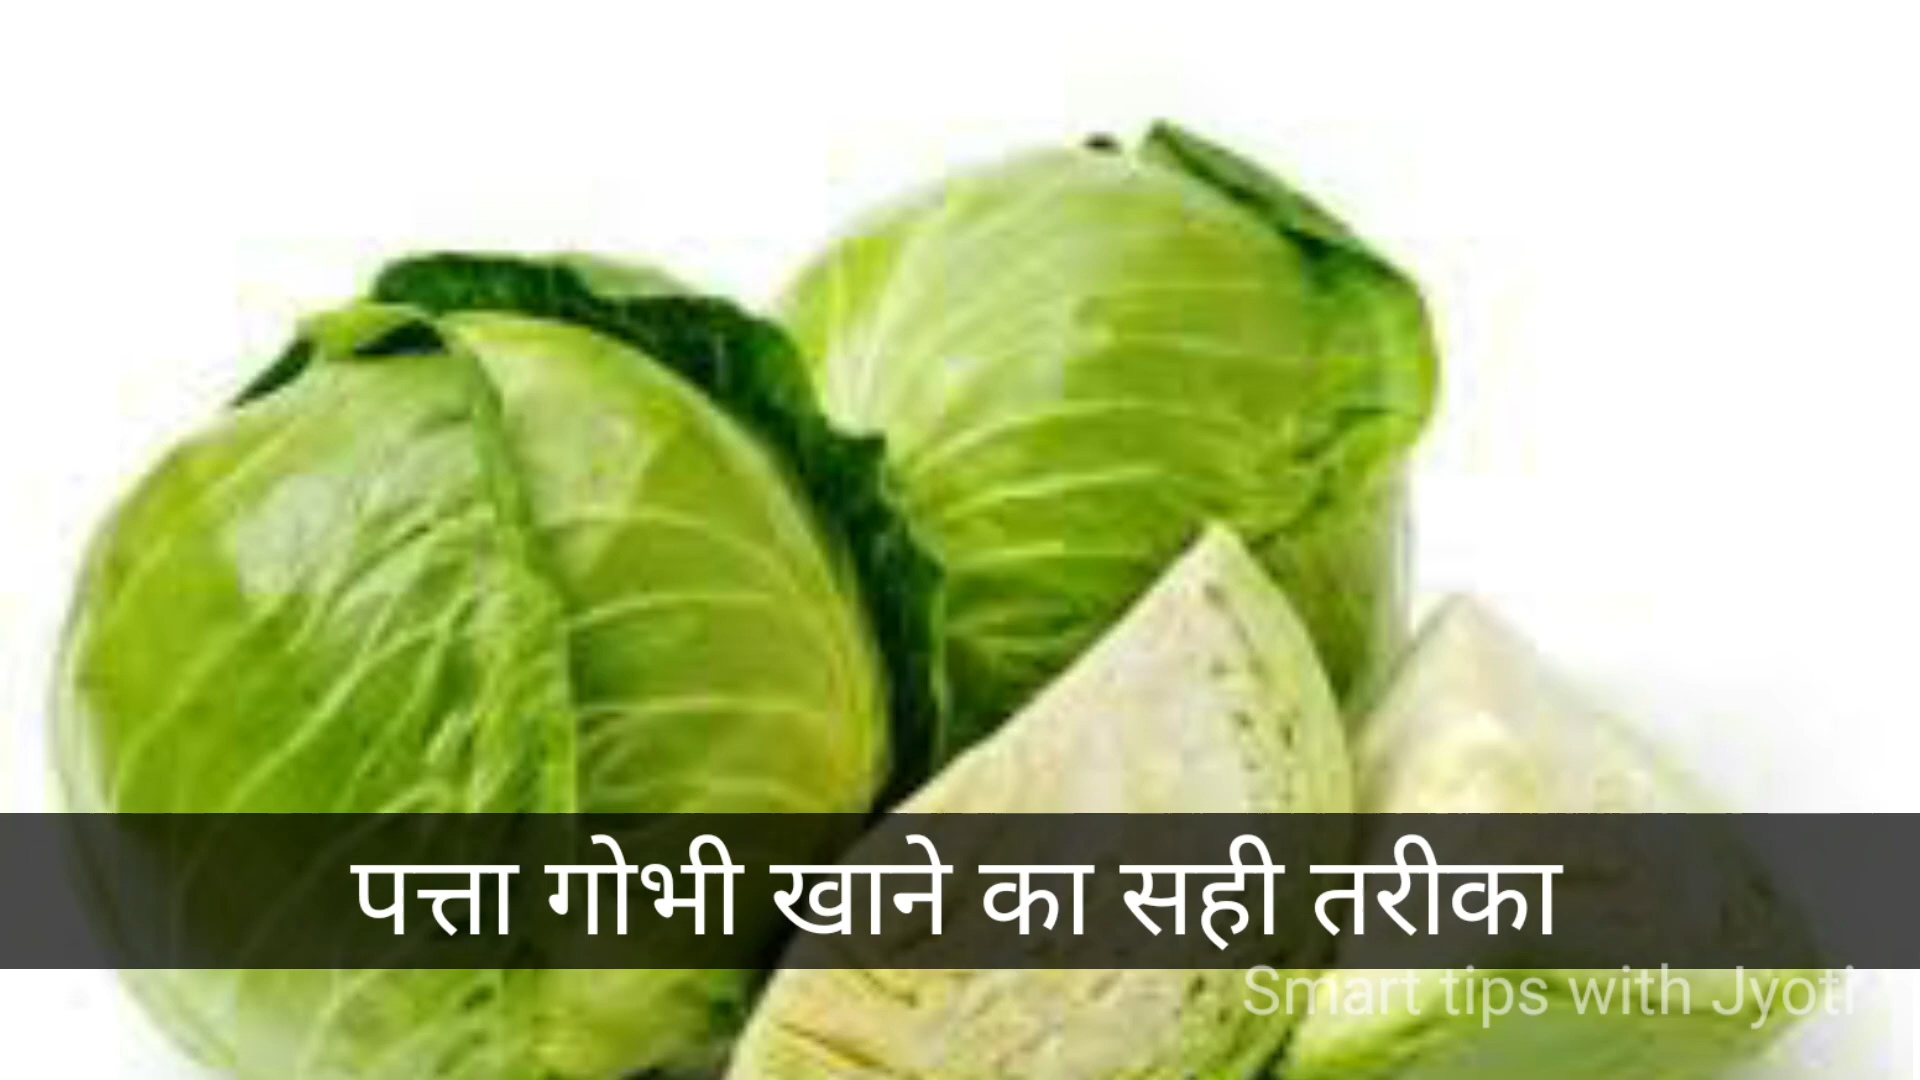 पत्ता गोभी खाने का सही तरीका
Smart tips with Jyoti